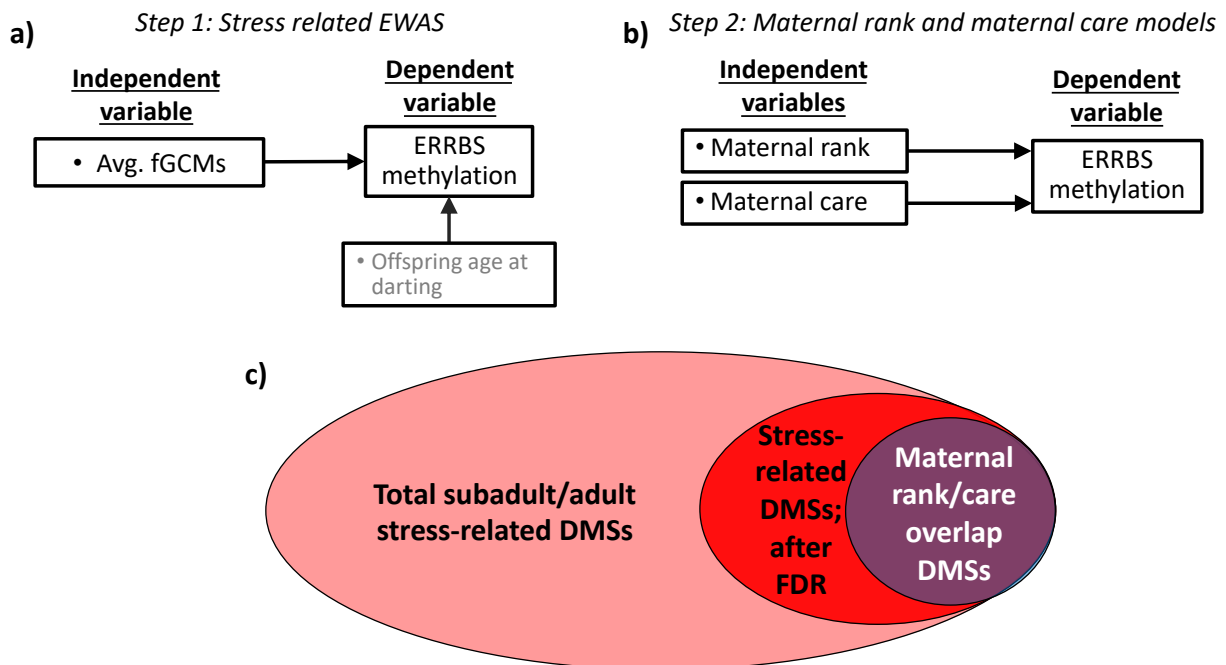 a)
Step 1: Stress related EWAS
Independent
variable
• Avg. fGCMs
Dependent
variable
ERRBS
methylation
• Offspring age at
darting
b)
Step 2: Maternal rank and maternal care models
Independent
variables
• Maternal rank
• Maternal care
Dependent
variable
ERRBS
methylation
c)
Total subadult/adult
stress-related DMSs
Stress-
related
DMSs;
after
FDR
Maternal
rank/care
overlap
DMSs